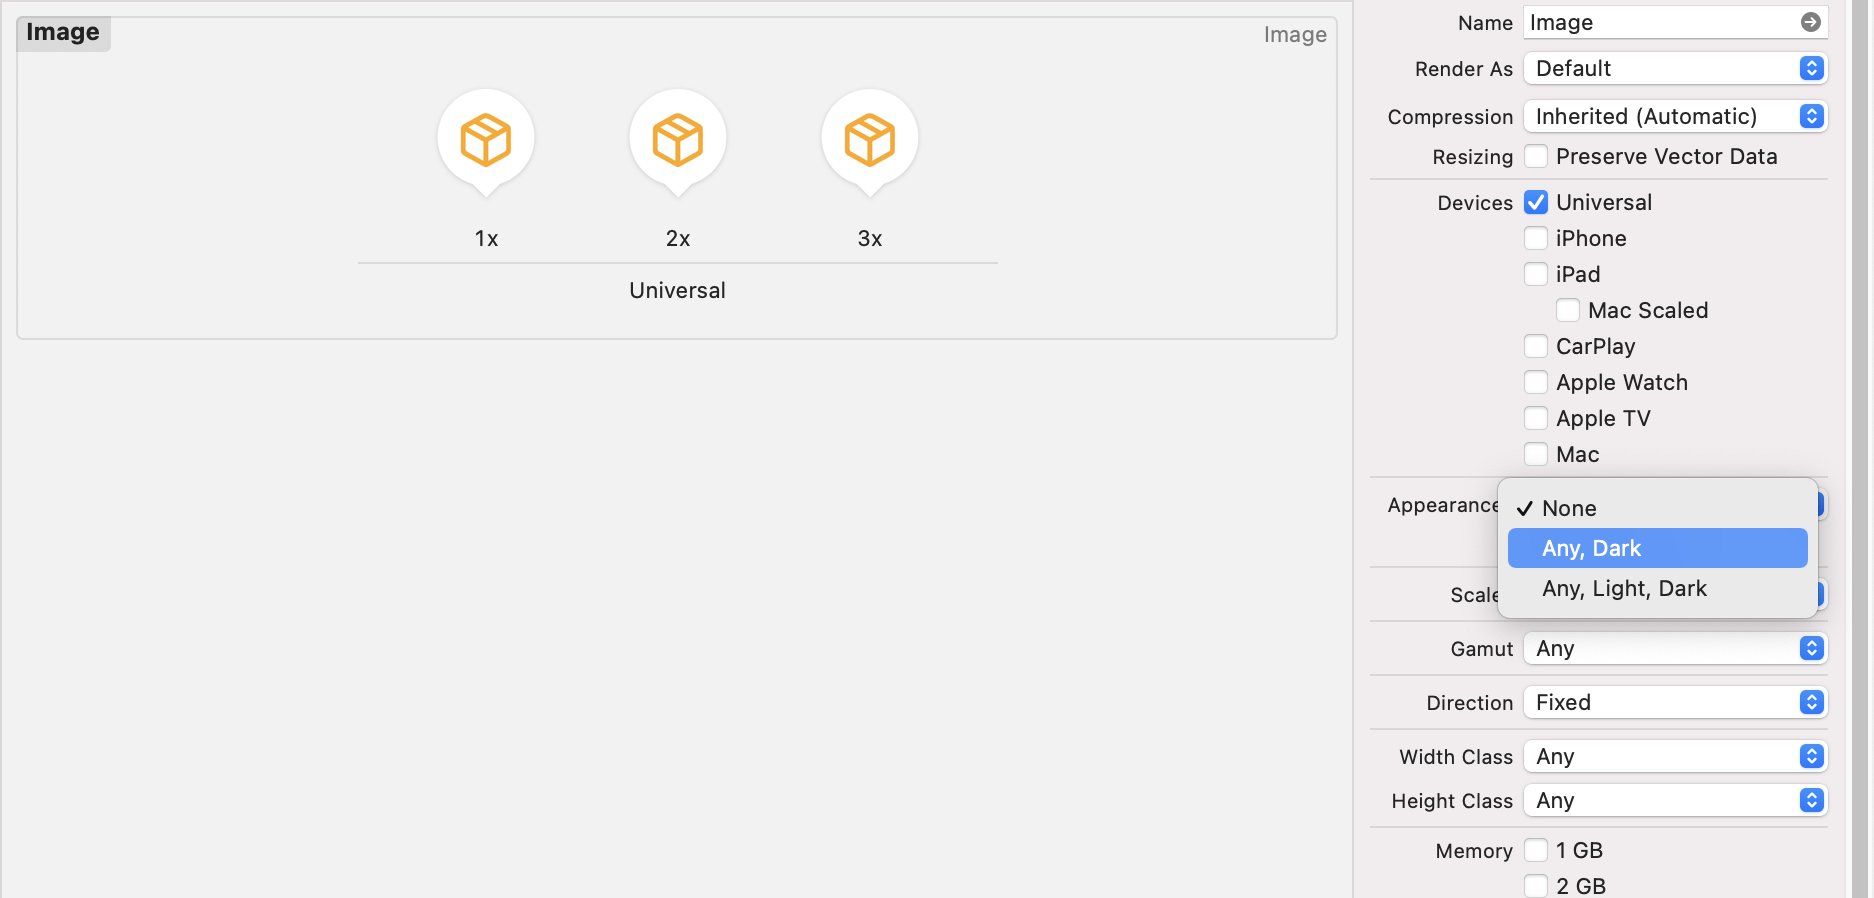 Image
Image
1x 2x 3x
Universal
Name Image
Render As Default
Compression Inherited (Automatic)
Resizing Preserve Vector Data
Devices Universal
iPhone
iPad
Mac Scaled
CarPlay
Apple Watch
Apple TV
Mac
Appearance
None
Any, Dark
Any, Light, Dark
Scale
Gamut Any
Direction Fixed
Width Class Any
Height Class Any
Memory 1 GB
2 GB